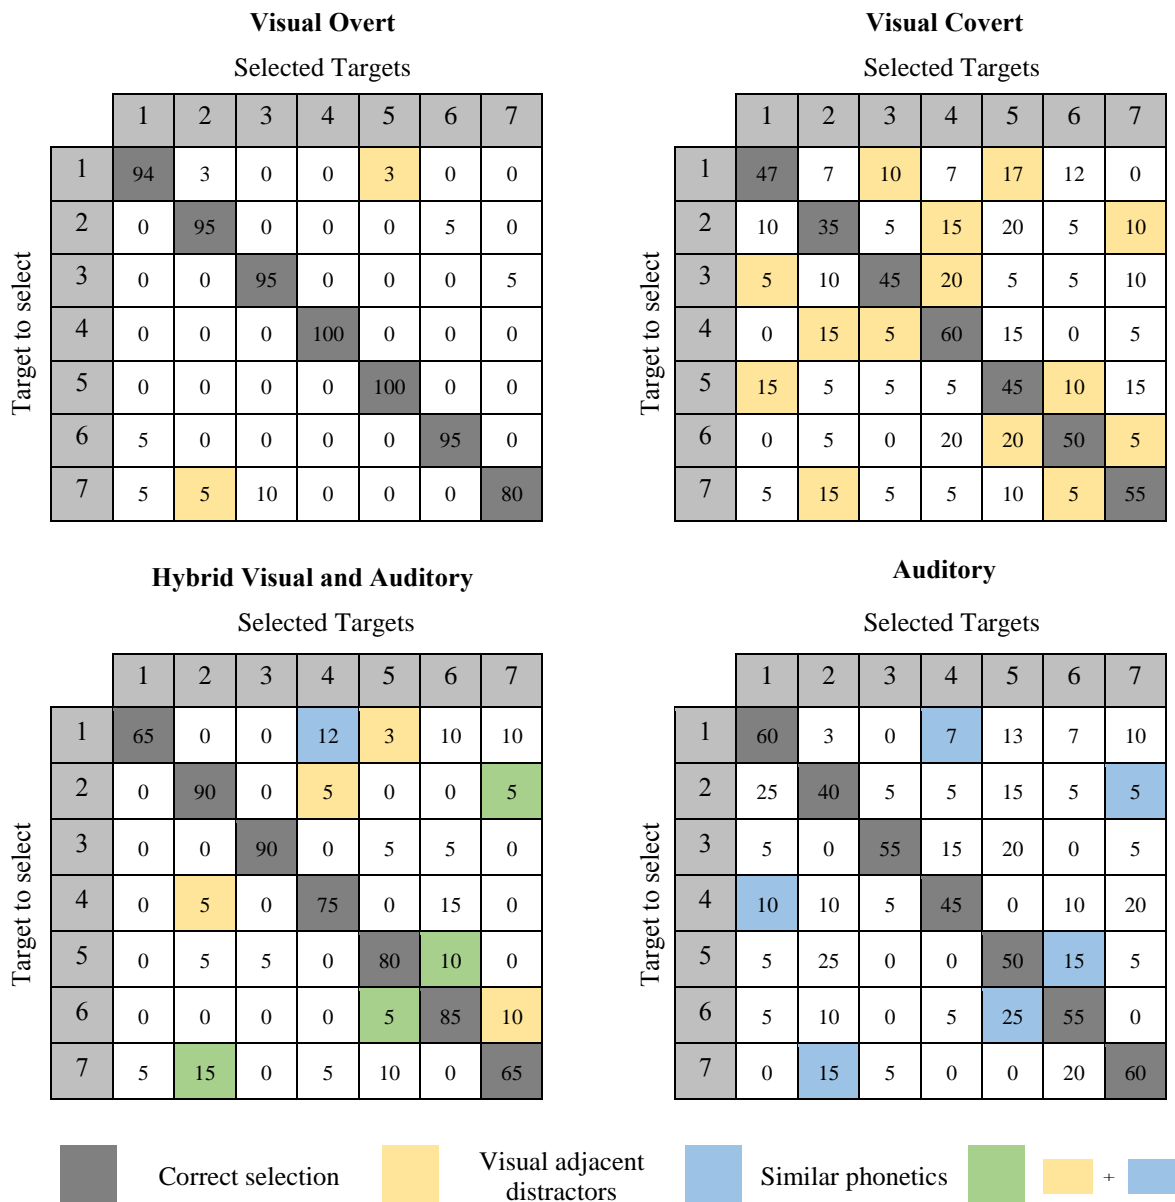 Visual Overt
Selected Targets
1 2 3 4 5 6 7
Target to select
1 94 3 0 0 3 0 0
2 0 95 0 0 0 5 0
3 0 0 95 0 0 0 5
4 0 0 0 100 0 0 0
5 0 0 0 0 100 0 0
6 5 0 0 0 0 95 0
7 5 5 10 0 0 0 80
Visual Covert
Selected Targets
1 2 3 4 5 6 7
Target to select
1 47 7 10 7 17 12 0
2 10 35 5 15 20 5 10
3 5 10 45 20 5 5 10
4 0 15 5 60 15 0 5
5 15 5 5 5 45 10 15
6 0 5 0 20 20 50 5
7 5 15 5 5 10 5 55
Hybrid Visual and Auditory
Selected Targets
1 2 3 4 5 6 7
Target to select
1 65 0 0 12 3 10 10
2 0 90 0 5 0 0 5
3 0 0 90 0 5 5 0
4 0 5 0 75 0 15 0
5 0 5 5 0 80 10 0
6 0 0 0 0 5 85 10
7 5 15 0 5 10 0 65
Auditory
Selected Targets
1 2 3 4 5 6 7
Target to select
1 60 3 0 7 13 7 10
2 25 40 5 5 15 5 5
3 5 0 55 15 20 0 5
4 10 10 5 45 0 10 20
5 5 25 0 0 50 15 5
6 5 10 0 5 25 55 0
7 0 15 5 0 0 20 60
Correct selection
Visual adjacent
distractors
Similar phonetics
+